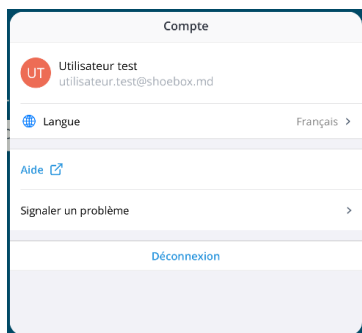 Compte
UT
Utilisateur test
utilisateur.test@shoebox.md
Langue
Français
Aide
Signaler un problème
Déconnexion